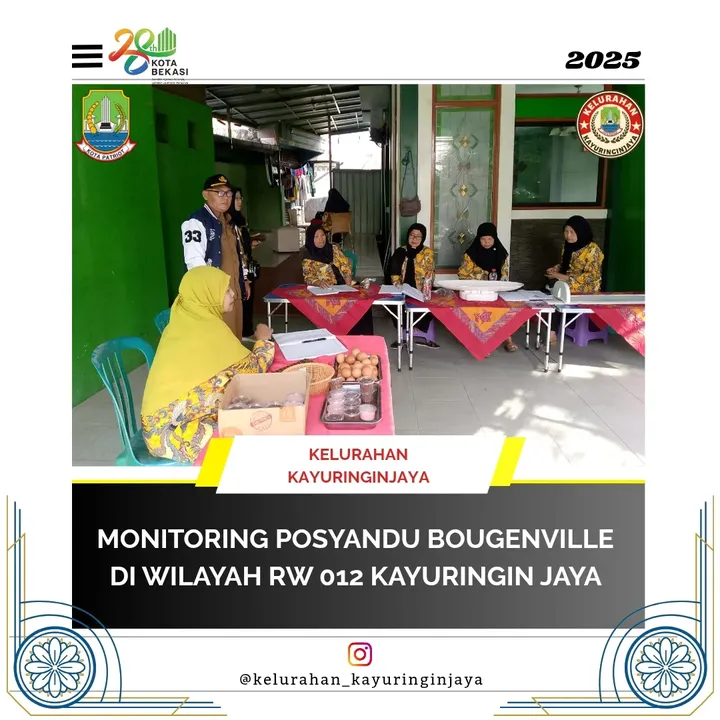 28th
KOTA
BEKASI
2025
KOTA PATRIOT
KELURAHAN
KAYURINGINJAYA
33
KELURAHAN
KAYURINGINJAYA
MONITORING POSYANDU BOUGENVILLE
DI WILAYAH RW 012 KAYURINGIN JAYA
@kelurahan_kayuringinjaya